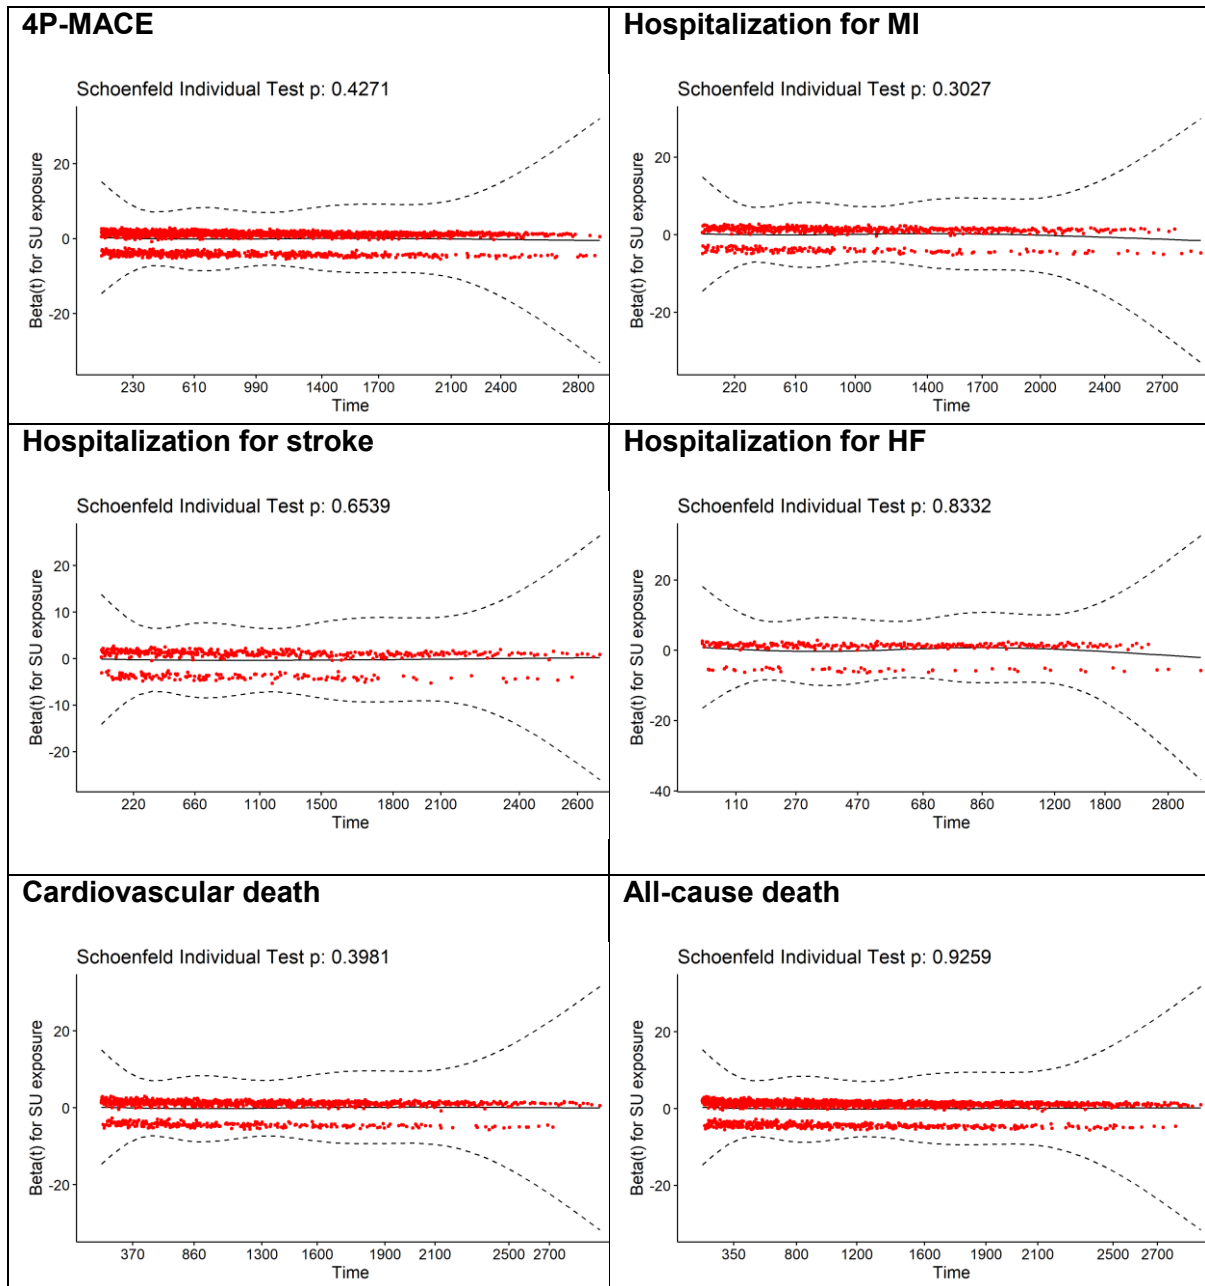 4P-MACE
Schoenfeld Individual Test p: 0.4271
Beta(t) for SU exposure
20
0
-20
230 610 990 1400 1700 2100 2400 2800
Time
Hospitalization for MI
Schoenfeld Individual Test p: 0.3027
Beta(t) for SU exposure
20
0
-20
220 610 1000 1400 1700 2000 2400 2700
Time
Hospitalization for stroke
Schoenfeld Individual Test p: 0.6539
Beta(t) for SU exposure
20
10
0
-10
-20
220 660 1100 1500 1800 2100 2400 2600
Time
Hospitalization for HF
Schoenfeld Individual Test p: 0.8332
Beta(t) for SU exposure
20
0
-20
-40
110 270 470 680 860 1200 1800 2800
Time
Cardiovascular death
Schoenfeld Individual Test p: 0.3981
Beta(t) for SU exposure
20
0
-20
370 860 1300 1600 1900 2100 2500 2700
Time
All-cause death
Schoenfeld Individual Test p: 0.9259
Beta(t) for SU exposure
20
0
-20
350 800 1200 1600 1900 2100 2500 2700
Time